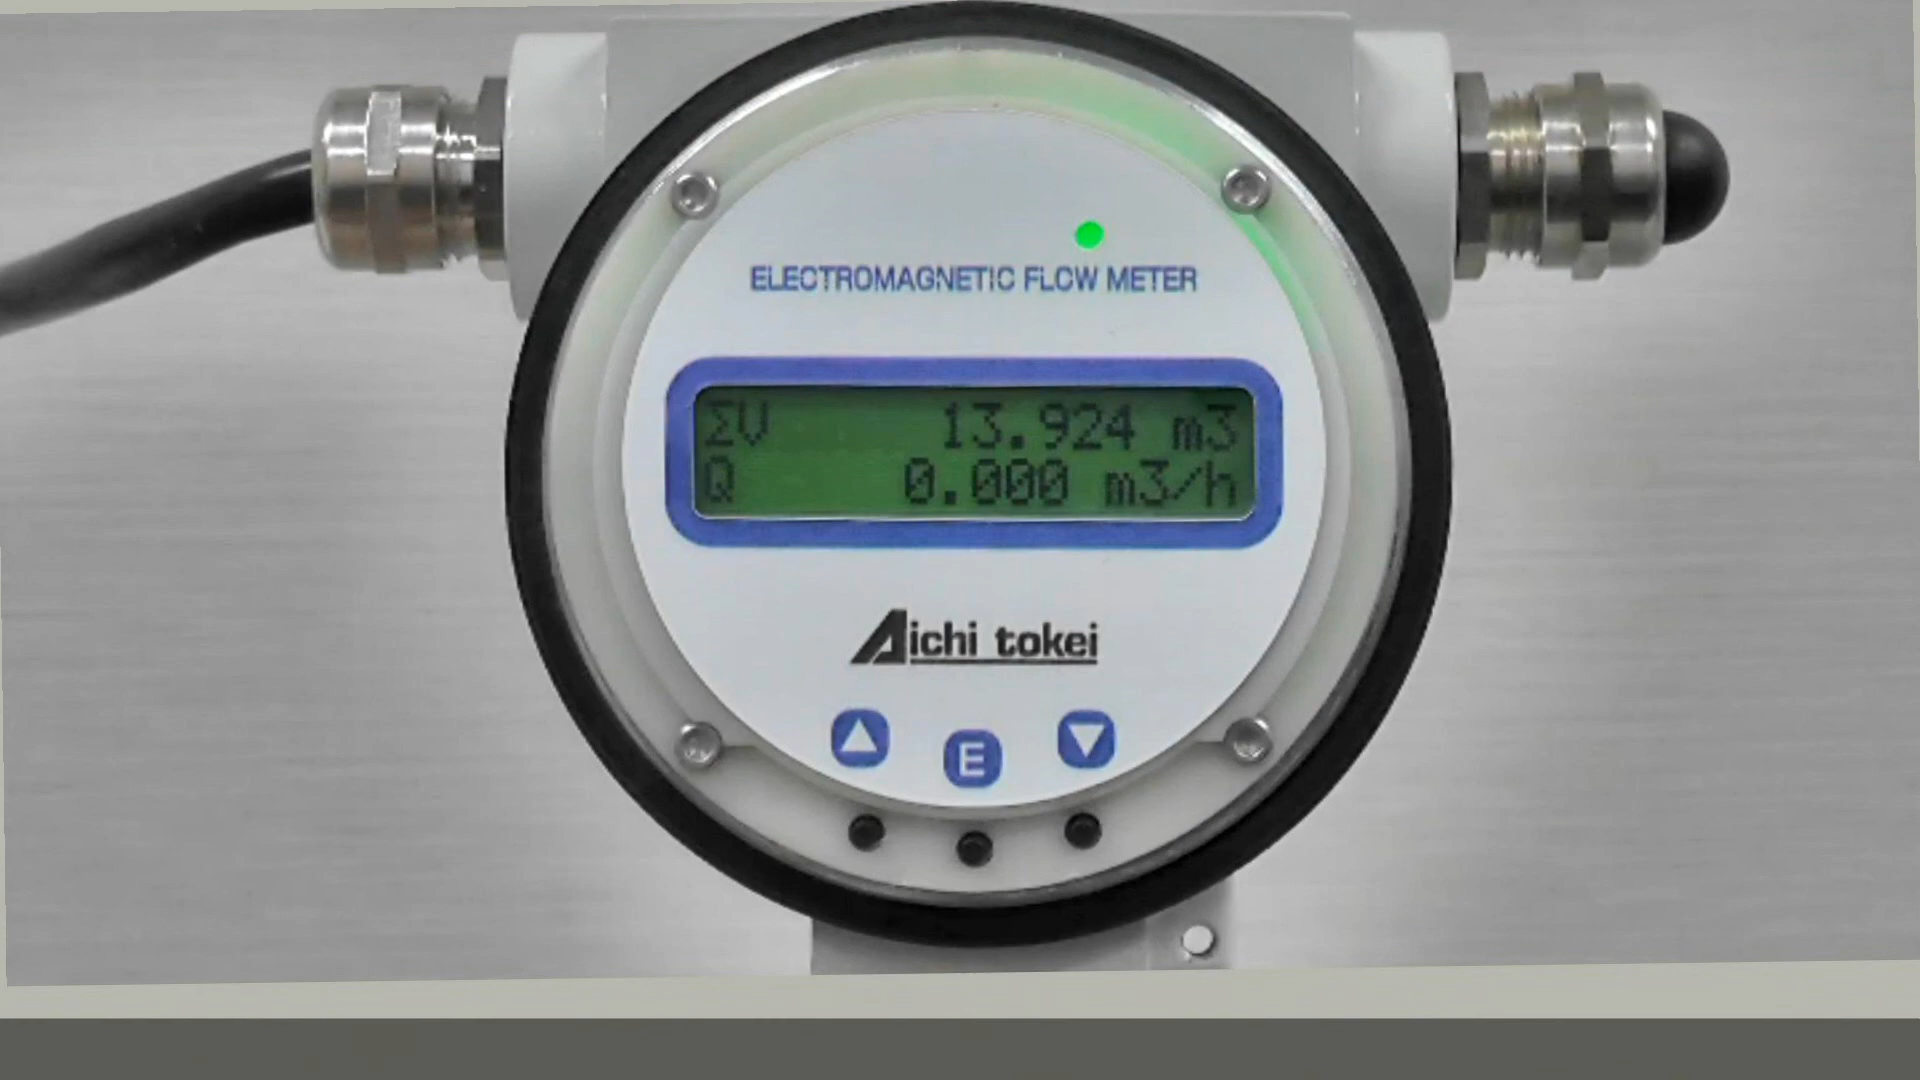 ELECTROMAGNETIC FLOW METER
ΣV 13.924 m3
Q 0.000 m3/h
Aichi tokei
E